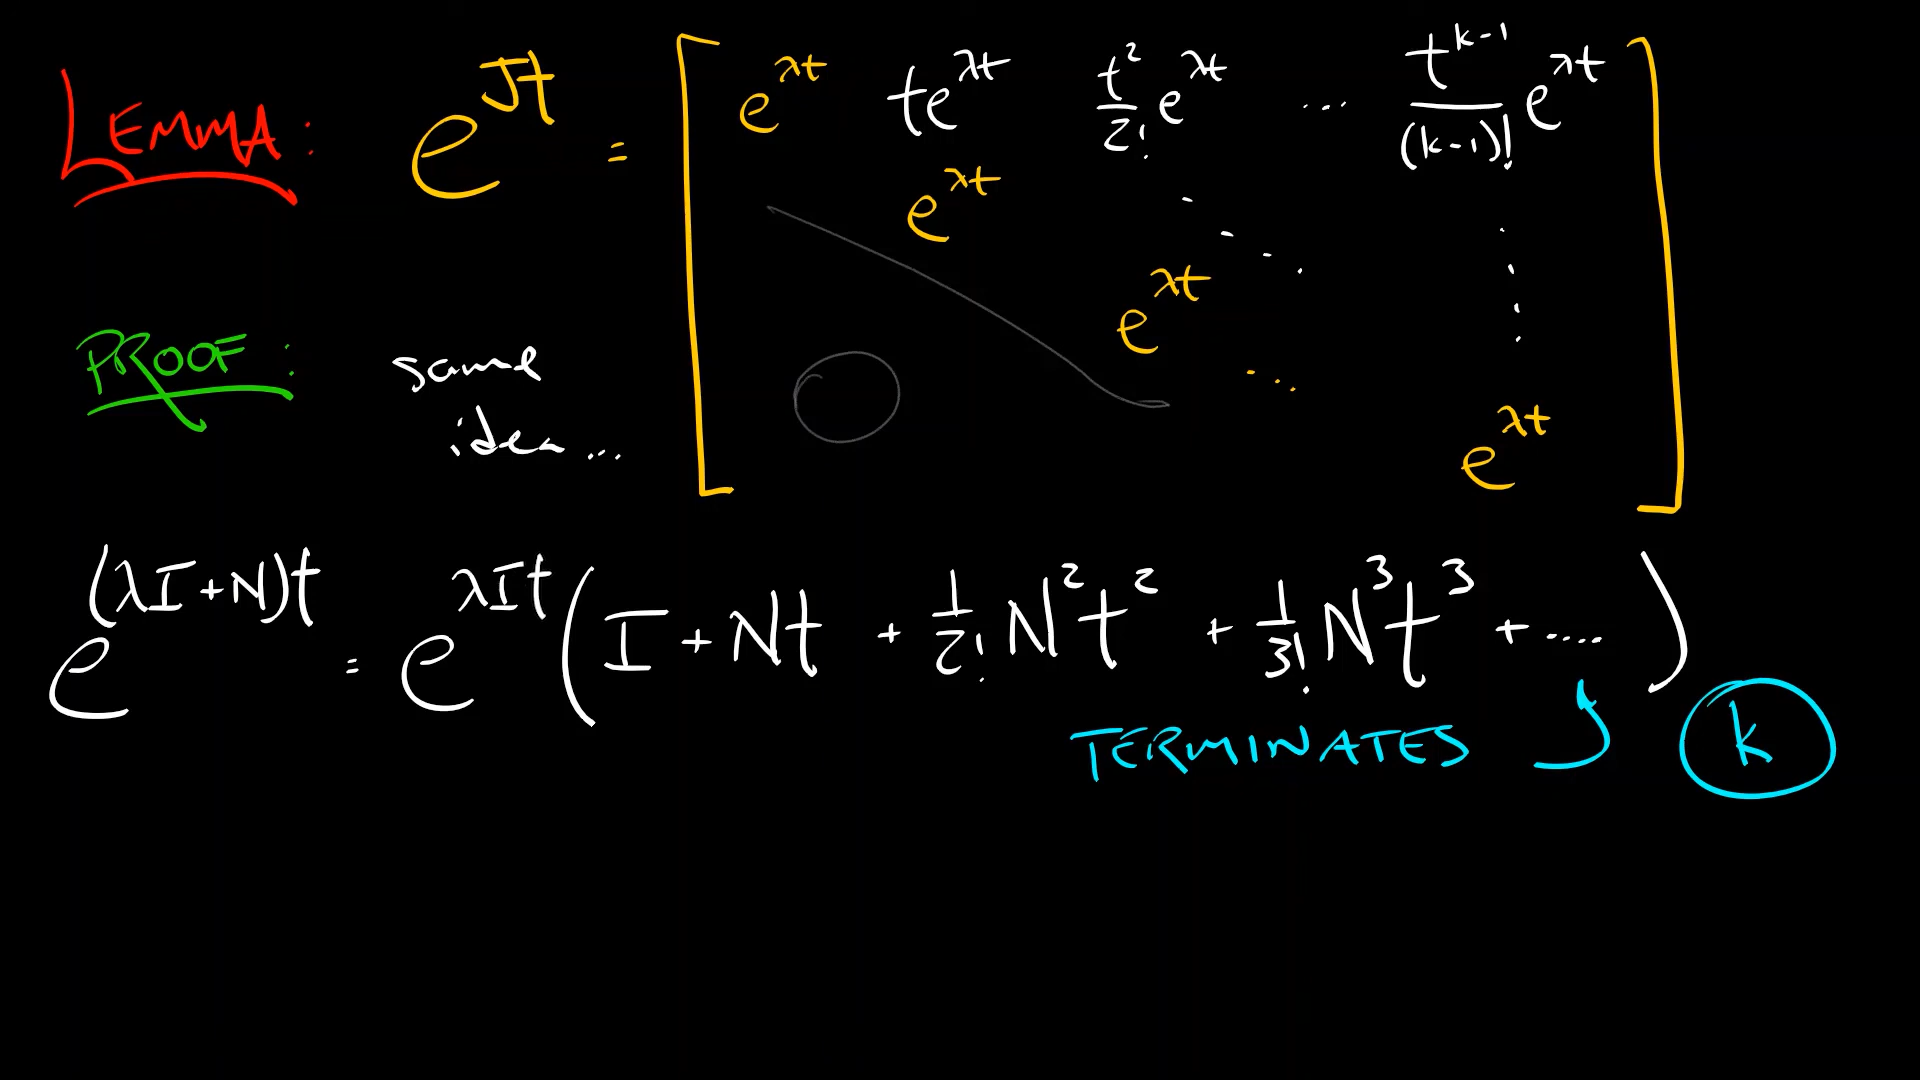 LEMMA: e^{Jt} = [ e^{λt} te^{λt} t²/2! e^{λt} ... t^{k-1}/(k-1)! e^{λt}
e^{λt} ⋱ ⋮
e^{λt} ⋱
e^{λt} ]
0
PROOF: same
idea...
e^{(λI+N)t} = e^{λIt} ( I + Nt + 1/2! N²t² + 1/3! N³t³ + .... )
TERMINATES k